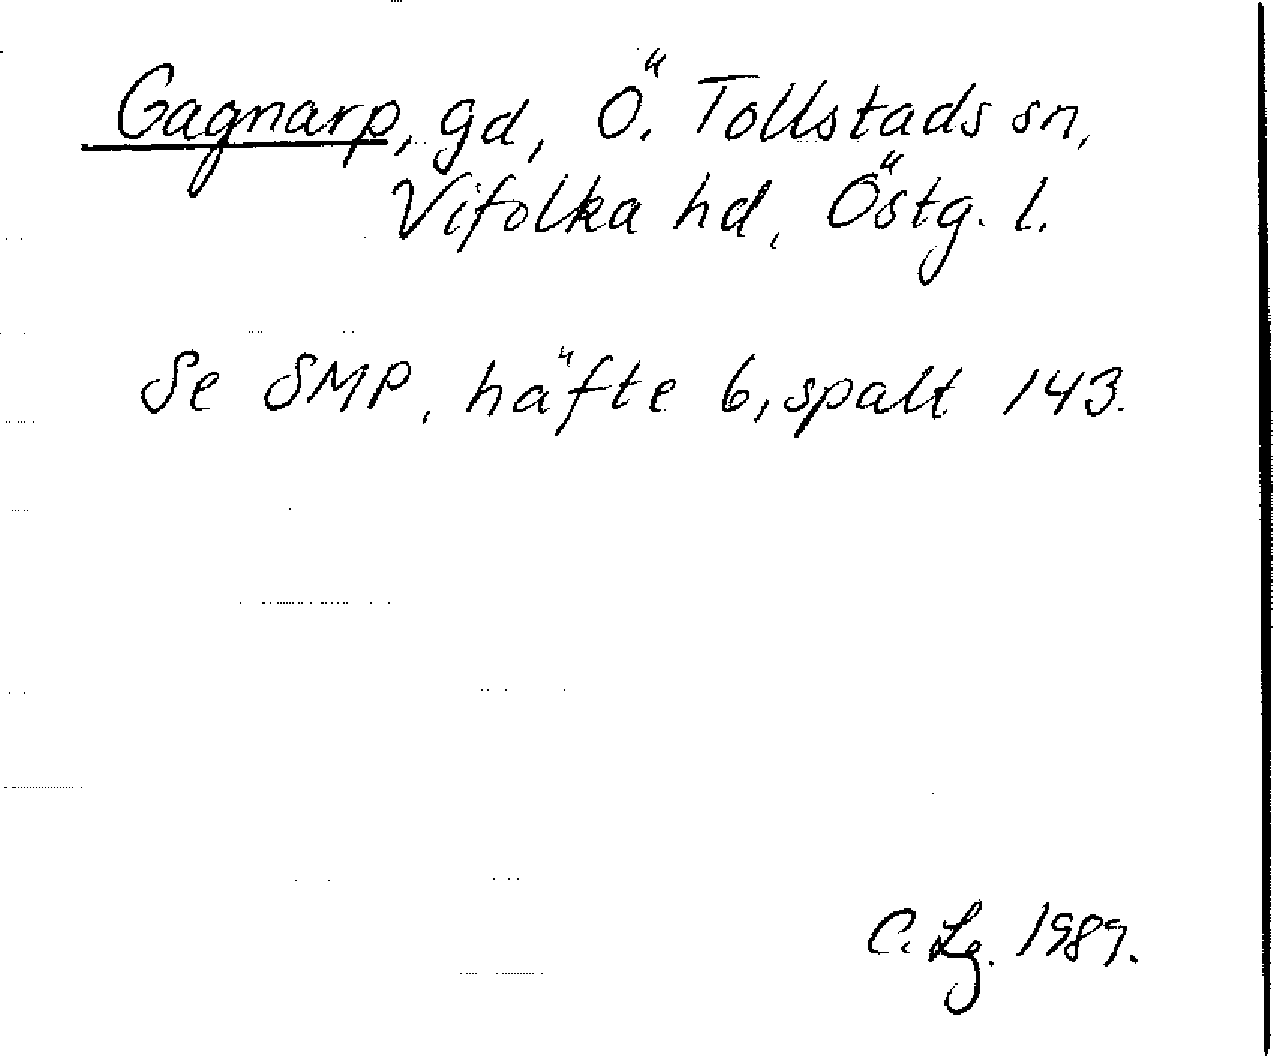 Gagnarp, gd, Ö. Tollstads sn,
Vifolka hd, Östg. l.
Se SMP, häfte 6, spalt 143.
C. Lg. 1989.